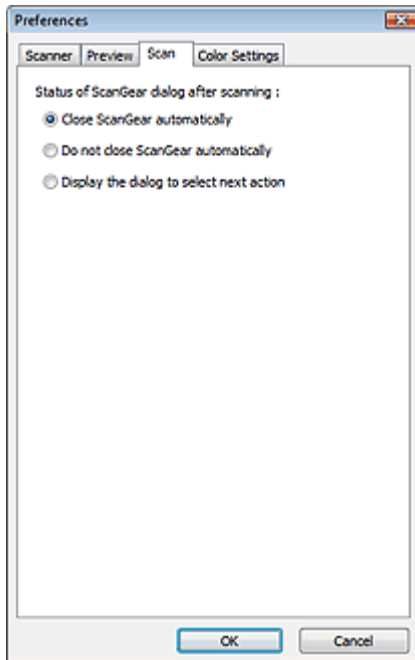 Preferences
Scanner Preview Scan Color Settings
Status of ScanGear dialog after scanning :
Close ScanGear automatically
Do not close ScanGear automatically
Display the dialog to select next action
OK Cancel